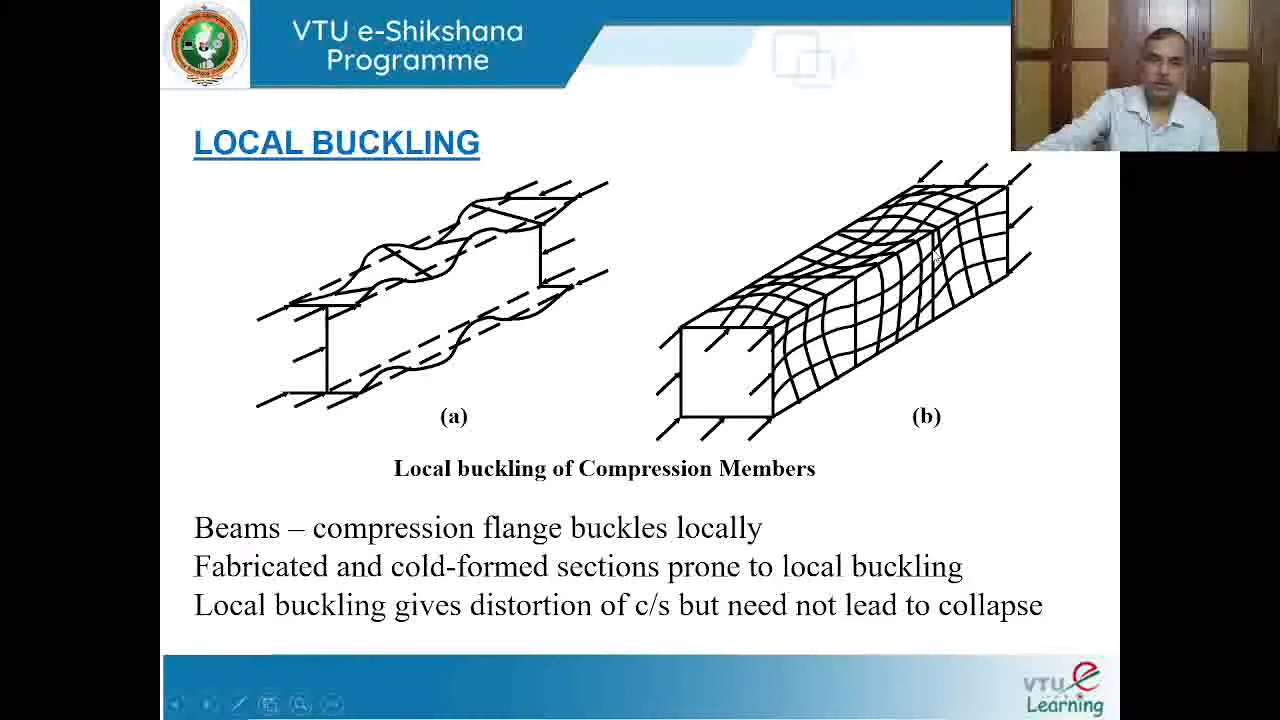 VTU e-Shikshana
Programme
LOCAL BUCKLING
(a)
(b)
Local buckling of Compression Members
Beams – compression flange buckles locally
Fabricated and cold-formed sections prone to local buckling
Local buckling gives distortion of c/s but need not lead to collapse
VTU e
Learning